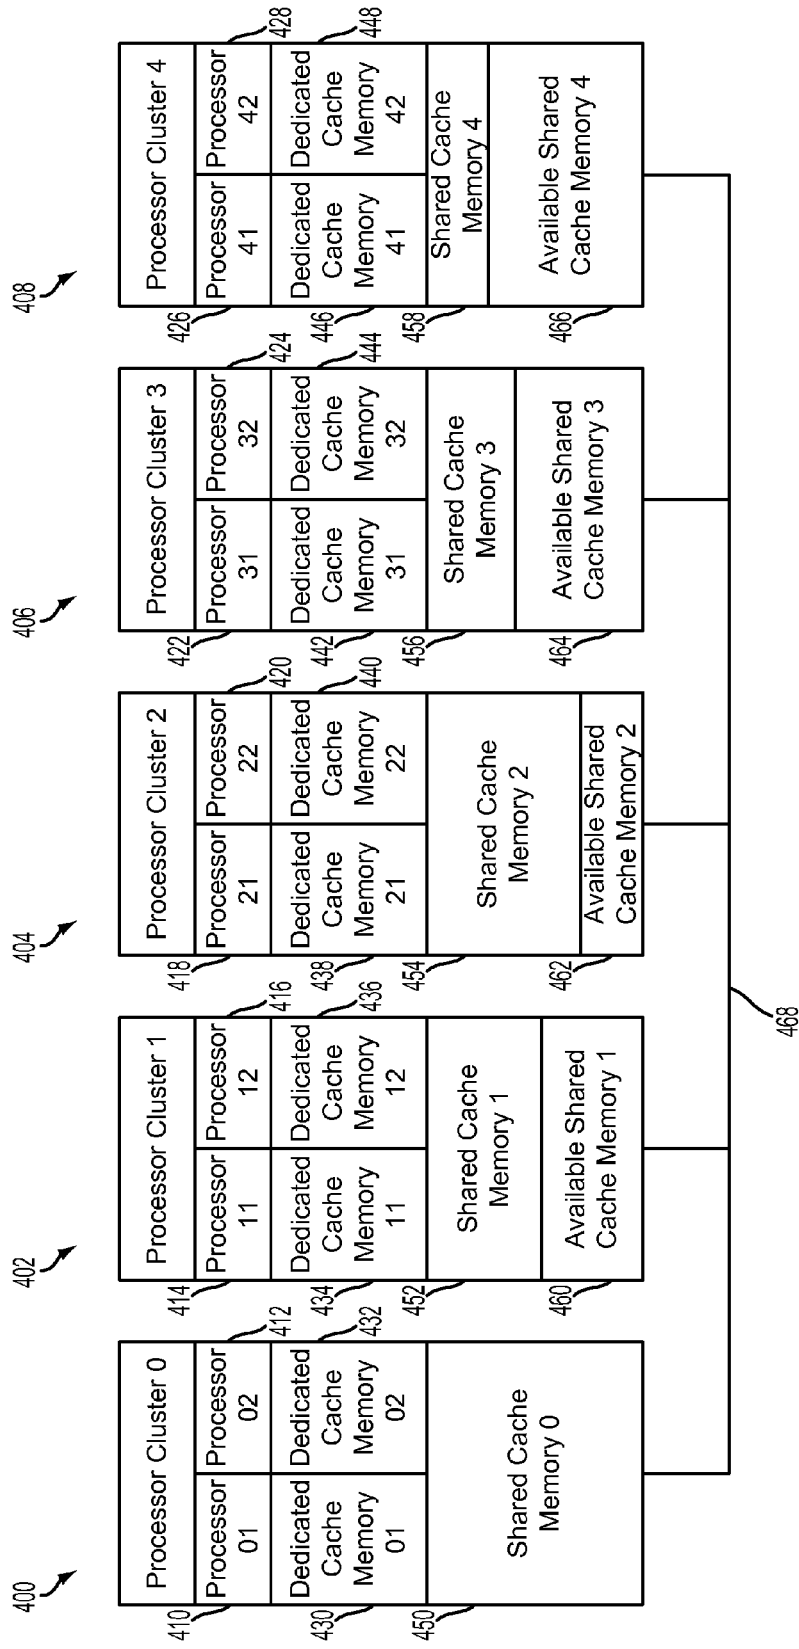 400
402
404
406
408
Processor Cluster 0
410
Processor
01
Processor
02
412
430
Dedicated
Cache
Memory
01
Dedicated
Cache
Memory
02
432
450
Shared Cache
Memory 0
Processor Cluster 1
414
Processor
11
Processor
12
416
434
Dedicated
Cache
Memory
11
Dedicated
Cache
Memory
12
436
452
Shared Cache
Memory 1
460
Available Shared
Cache Memory 1
Processor Cluster 2
418
Processor
21
Processor
22
420
438
Dedicated
Cache
Memory
21
Dedicated
Cache
Memory
22
440
454
Shared Cache
Memory 2
462
Available Shared
Cache Memory 2
Processor Cluster 3
422
Processor
31
Processor
32
424
442
Dedicated
Cache
Memory
31
Dedicated
Cache
Memory
32
444
456
Shared Cache
Memory 3
464
Available Shared
Cache Memory 3
Processor Cluster 4
426
Processor
41
Processor
42
428
446
Dedicated
Cache
Memory
41
Dedicated
Cache
Memory
42
448
458
Shared Cache
Memory 4
466
Available Shared
Cache Memory 4
468